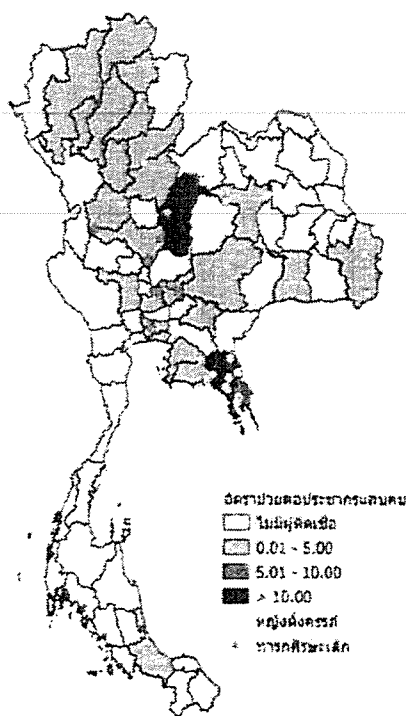 อัตราป่วยต่อประชากรแสนคน
ไม่มีผู้ติดเชื้อ
0.01 - 5.00
5.01 - 10.00
> 10.00
หญิงตั้งครรภ์
ทารกศีรษะเล็ก